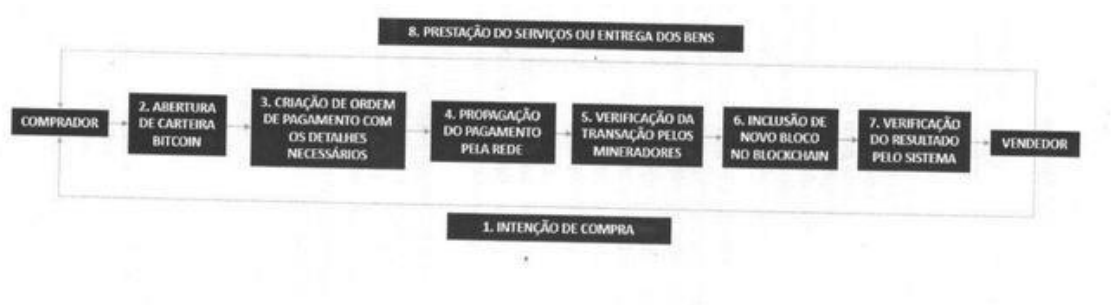 8. PRESTAÇÃO DO SERVIÇOS OU ENTREGA DOS BENS
COMPRADOR
2. ABERTURA
DE CARTEIRA
BITCOIN
3. CRIAÇÃO DE ORDEM
DE PAGAMENTO COM
OS DETALHES
NECESSÁRIOS
4. PROPAGAÇÃO
DO PAGAMENTO
PELA REDE
5. VERIFICAÇÃO DA
TRANSAÇÃO PELOS
MINERADORES
6. INCLUSÃO DE
NOVO BLOCO
NO BLOCKCHAIN
7. VERIFICAÇÃO
DO RESULTADO
PELO SISTEMA
VENDEDOR
1. INTENÇÃO DE COMPRA